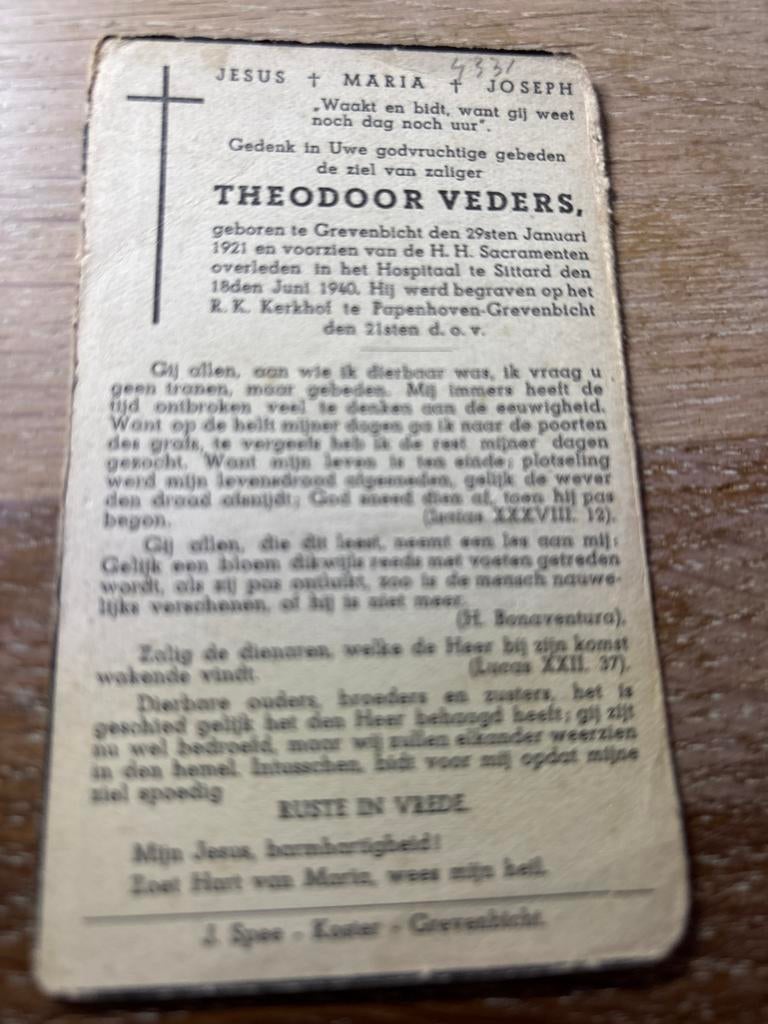 4331
JESUS † MARIA † JOSEPH
„Waakt en bidt, want gij weet
noch dag noch uur".
Gedenk in Uwe godvruchtige gebeden
de ziel van zaliger
THEODOOR VEDERS,
geboren te Grevenbicht den 29sten Januari
1921 en voorzien van de H. H. Sacramenten
overleden in het Hospitaal te Sittard den
18den Juni 1940. Hij werd begraven op het
R. K. Kerkhof te Papenhoven-Grevenbicht
den 21sten d. o. v.
Gij allen, aan wie ik dierbaar was, ik vraag u
geen tranen, maar gebeden. Mij immers heeft de
tijd ontbroken veel te denken aan de eeuwigheid.
Want op de helft mijner dagen ga ik naar de poorten
des grafs, te vergeefs heb ik de rest mijner dagen
gezocht. Want mijn leven is ten einde; plotseling
werd mijn levensdraad afgesneden, gelijk de wever
den draad afsnijdt; God sneed dien af, toen hij pas
begon. (Isaias XXXVIII. 12).
Gij allen, die dit leest, neemt een les aan mij:
Gelijk een bloem dikwijls reeds met voeten getreden
wordt, als zij pas ontluikt, zoo is de mensch nauwe-
lijks verschenen, of hij is niet meer.
(H. Bonaventura).
Zalig de dienaren, welke de Heer bij zijn komst
wakende vindt. (Lucas XXII. 37).
Dierbare ouders, broeders en zusters, het is
geschied gelijk het den Heer behaagd heeft; gij zijt
nu wel bedroefd, maar wij zullen elkander weerzien
in den hemel. Intusschen, bidt voor mij opdat mijne
ziel spoedig
RUSTE IN VREDE.
Mijn Jesus, barmhartigheid!
Zoet Hart van Maria, wees mijn heil.
J. Spee - Koster - Grevenbicht.